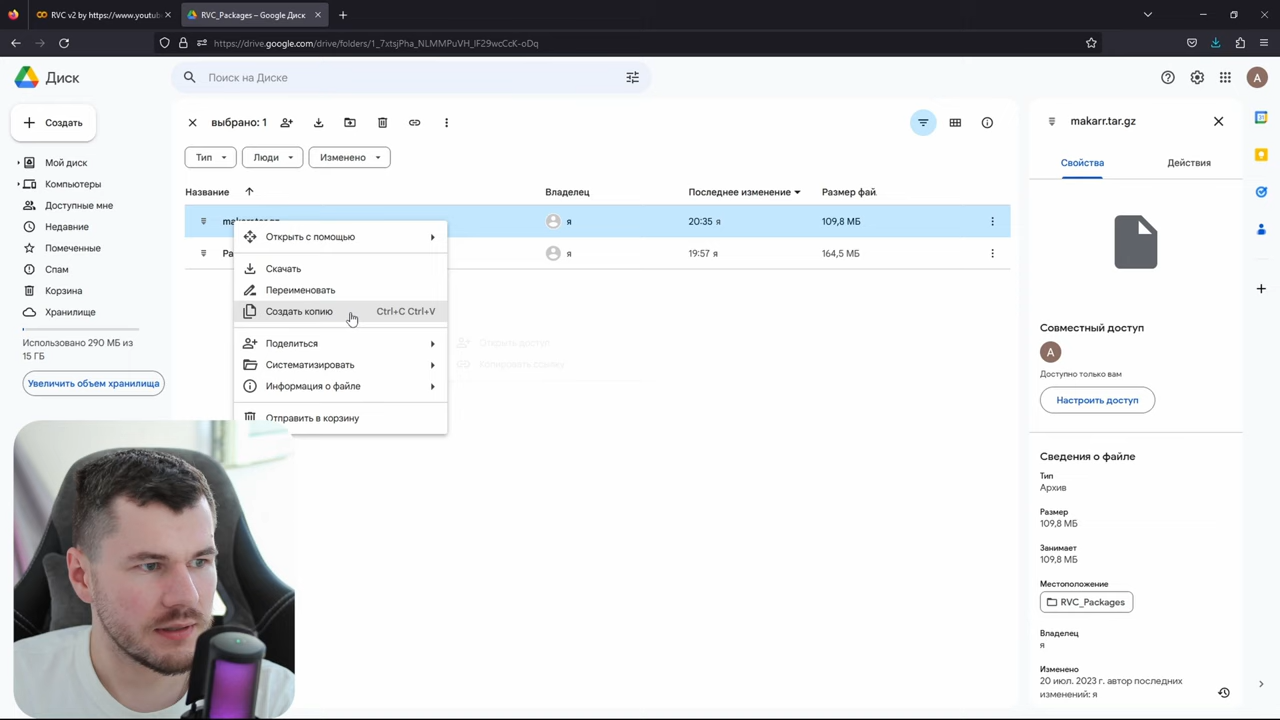 RVC v2 by https://www.youtub
RVC_Packages – Google Диск
https://drive.google.com/drive/folders/1_7xtsjPha_NLMMPuVH_IF29wcCcK-oDq
Диск
Поиск на Диске
A
Создать
выбрано: 1
makarr.tar.gz
Тип
Люди
Изменено
Свойства
Действия
Мой диск
Компьютеры
Доступные мне
Недавние
Помеченные
Спам
Корзина
Хранилище
Использовано 290 МБ из
15 ГБ
Увеличить объем хранилища
Название
Владелец
Последнее изменение
Размер фай.
я
20:35 я
109,8 МБ
Pa
я
19:57 я
164,5 МБ
Открыть с помощью
Скачать
Переименовать
Создать копию Ctrl+C Ctrl+V
Поделиться
Систематизировать
Информация о файле
Отправить в корзину
Открыть доступ
Копировать ссылку
Совместный доступ
A
Доступно только вам
Настроить доступ
Сведения о файле
Тип
Архив
Размер
109,8 МБ
Занимает
109,8 МБ
Местоположение
RVC_Packages
Владелец
я
Изменено
20 июл. 2023 г. автор последних
изменений: я